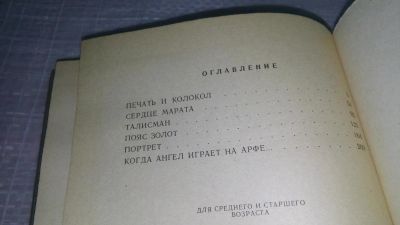 ОГЛАВЛЕНИЕ
ПЕЧАТЬ И КОЛОКОЛ
СЕРДЦЕ МАРАТА
ТАЛИСМАН
ПОЯС ЗОЛОТ
ПОРТРЕТ
КОГДА АНГЕЛ ИГРАЕТ НА АРФЕ...
ДЛЯ СРЕДНЕГО И СТАРШЕГО
ВОЗРАСТА